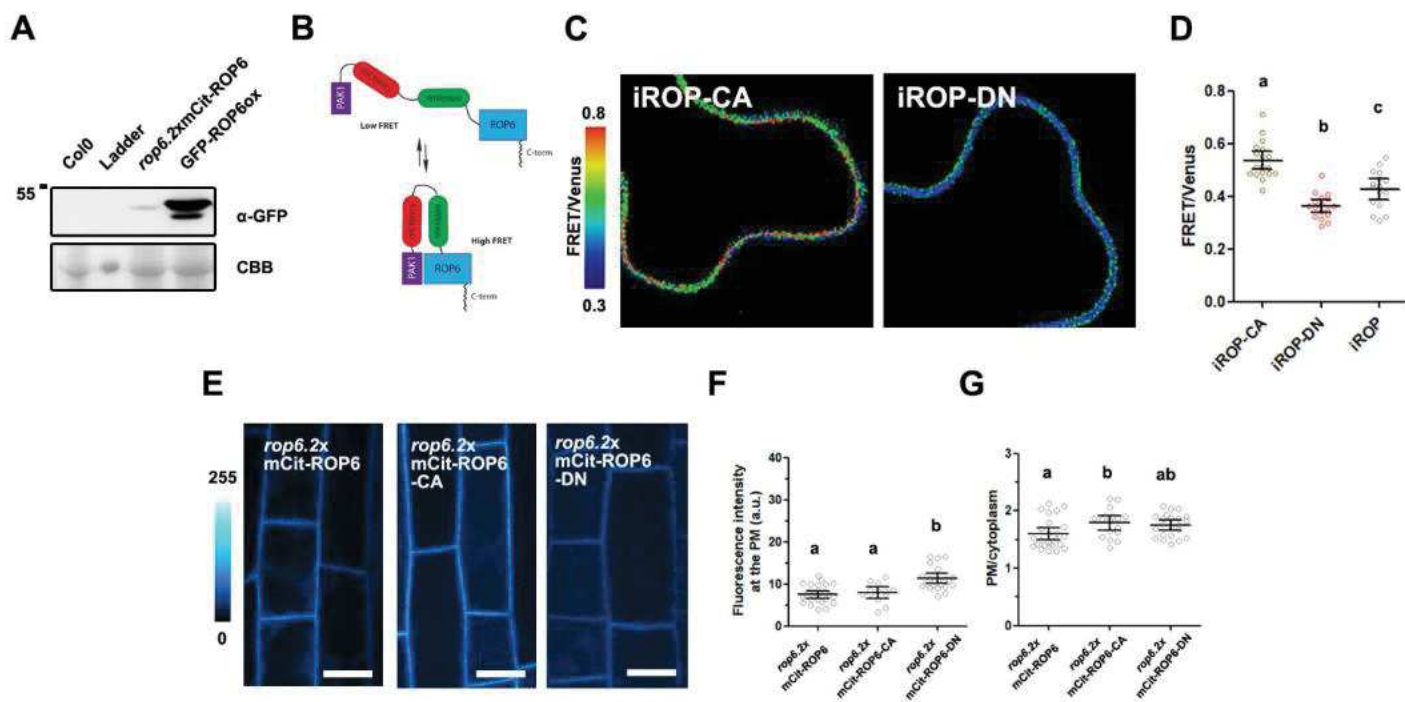 A
Col0
Ladder
rop6.2xmCit-ROP6
GFP-ROP6ox
55
α-GFP
CBB
B
PAK1
ROP6
Low FRET
C-term
High FRET
PAK1
ROP6
C-term
C
iROP-CA
iROP-DN
0.8
FRET/Venus
0.3
D
a
b
c
0.8
0.6
0.4
0.2
0.0
FRET/Venus
iROP-CA
iROP-DN
iROP
E
255
0
rop6.2x
mCit-ROP6
rop6.2x
mCit-ROP6
-CA
rop6.2x
mCit-ROP6
-DN
F
Fluorescence intensity
at the PM (a.u.)
40
30
20
10
0
a
a
b
rop6.2x
mCit-ROP6
rop6.2x
mCit-ROP6-CA
rop6.2x
mCit-ROP6-DN
G
PM/cytoplasm
3
2
1
0
a
b
ab
rop6.2x
mCit-ROP6
rop6.2x
mCit-ROP6-CA
rop6.2x
mCit-ROP6-DN